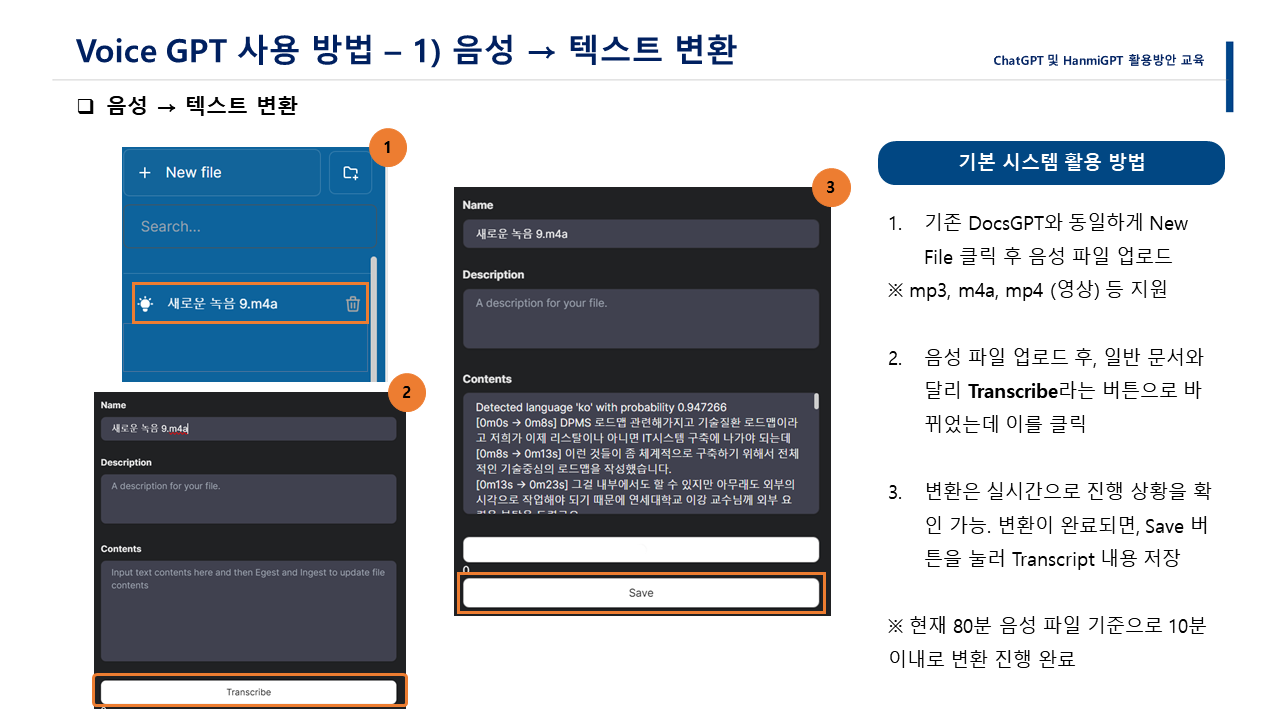 Voice GPT 사용 방법 – 1) 음성 → 텍스트 변환
ChatGPT 및 HanmiGPT 활용방안 교육
❑ 음성 → 텍스트 변환
1
+ New file
Search...
새로운 녹음 9.m4a
2
Name
새로운 녹음 9.m4a
Description
A description for your file.
Contents
Input text contents here and then Egest and Ingest to update file
contents
Transcribe
3
Name
새로운 녹음 9.m4a
Description
A description for your file.
Contents
Detected language 'ko' with probability 0.947266
[0m0s → 0m8s] DPMS 로드맵 관련해가지고 기술질환 로드맵이라
고 저희가 이제 리스탈이나 아니면 IT시스템 구축에 나가야 되는데
[0m8s → 0m13s] 이런 것들이 좀 체계적으로 구축하기 위해서 전체
적인 기술중심의 로드맵을 작성했습니다.
[0m13s → 0m23s] 그걸 내부에서도 할 수 있지만 아무래도 외부의
시각으로 작업해야 되기 때문에 연세대학교 이강 교수님께 외부 요
0
Save
기본 시스템 활용 방법
1. 기존 DocsGPT와 동일하게 New
File 클릭 후 음성 파일 업로드
※ mp3, m4a, mp4 (영상) 등 지원
2. 음성 파일 업로드 후, 일반 문서와
달리 Transcribe라는 버튼으로 바
뀌었는데 이를 클릭
3. 변환은 실시간으로 진행 상황을 확
인 가능. 변환이 완료되면, Save 버
튼을 눌러 Transcript 내용 저장
※ 현재 80분 음성 파일 기준으로 10분
이내로 변환 진행 완료